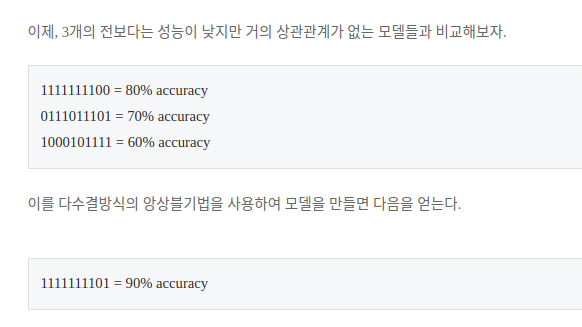 이제, 3개의 전보다는 성능이 낮지만 거의 상관관계가 없는 모델들과 비교해보자.
1111111100 = 80% accuracy
0111011101 = 70% accuracy
1000101111 = 60% accuracy
이를 다수결방식의 앙상블기법을 사용하여 모델을 만들면 다음을 얻는다.
1111111101 = 90% accuracy